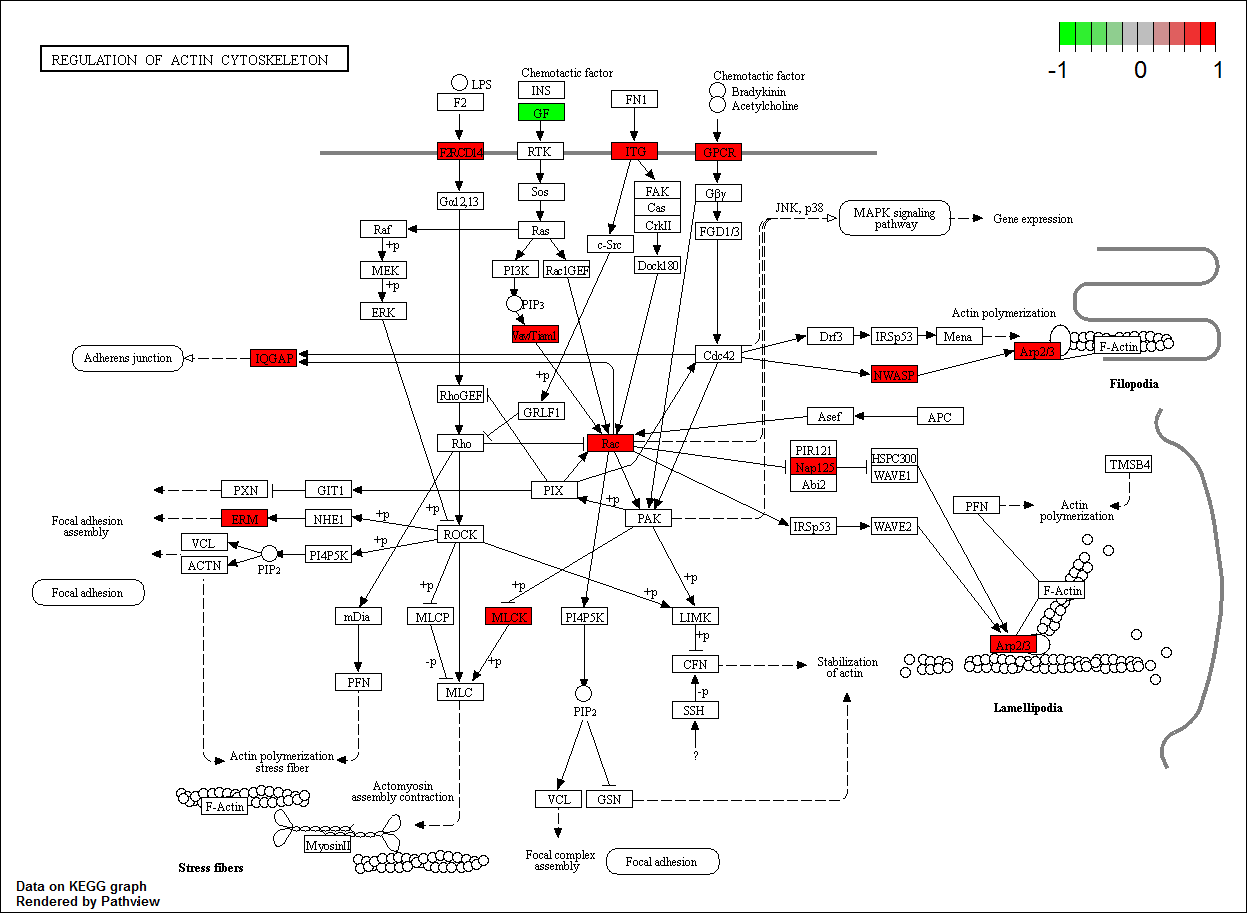 REGULATION OF ACTIN CYTOSKELETON
-1 0 1
Chemotactic factor
LPS
F2
INS
GF
FN1
Chemotactic factor
Bradykinin
Acetylcholine
RTK
ITG
GPCR
Gα12,13
Sos
FAK
Cas
CrkII
Gβγ
Raf
+p
MEK
+p
ERK
Ras
c-Src
FGD1/3
JNK, p38
MAPK signaling
pathway
Gene expression
PI3K
Rac1GEF
Dock180
PIP3
Adherens junction
IQGAP
Cdc42
Drf3
IRSp53
Mena
Actin polymerization
Arp2/3
F-Actin
NWASP
Filopodia
+p
RhoGEF
GRLF1
Asef
APC
Rho
Rac
PIR121
Nap125
Abi2
HSPC300
WAVE1
TMSB4
PXN
GIT1
PIX
+p
PAK
IRSp53
WAVE2
PFN
Actin
polymerization
Focal adhesion
assembly
ERM
NHE1
+p
+p
ROCK
VCL
ACTN
PIP2
PI4P5K
+p
Focal adhesion
+p
+p
+p
+p
F-Actin
mDia
MLCP
MLCK
PI4P5K
LIMK
+p
Arp2/3
-p
+p
CFN
Stabilization
of actin
PFN
MLC
-p
PIP2
SSH
?
Lamellipodia
Actin polymerization
stress fiber
Actomyosin
assembly contraction
F-Actin
VCL
GSN
MyosinII
Stress fibers
Focal complex
assembly
Focal adhesion
Data on KEGG graph
Rendered by Pathview